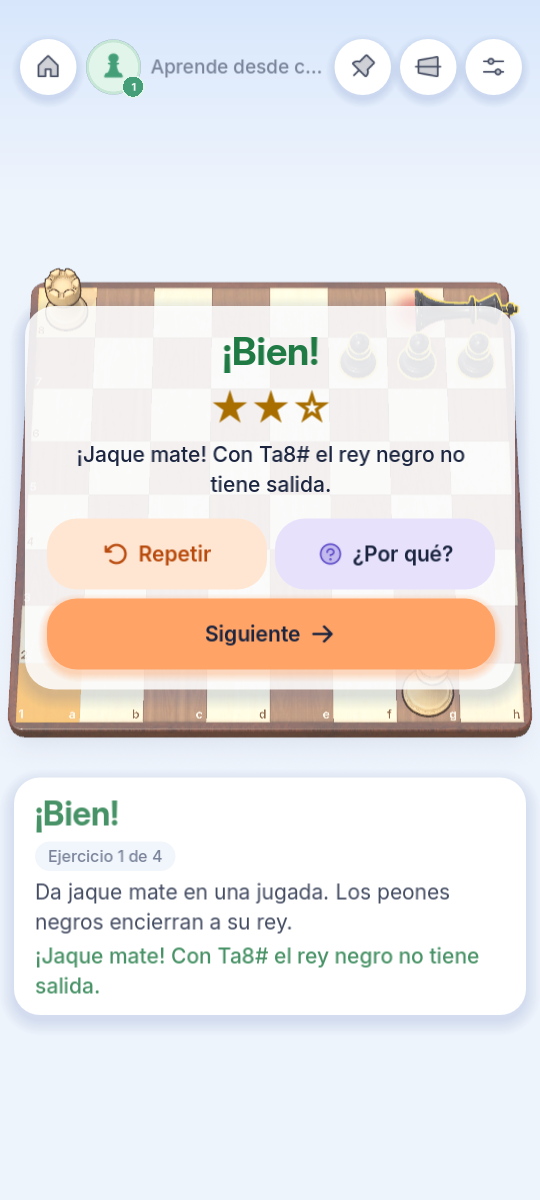 1
Aprende desde c...
¡Bien!
¡Jaque mate! Con Ta8# el rey negro no
tiene salida.
Repetir
¿Por qué?
Siguiente
1 a b c d e f g h
¡Bien!
Ejercicio 1 de 4
Da jaque mate en una jugada. Los peones
negros encierran a su rey.
¡Jaque mate! Con Ta8# el rey negro no tiene
salida.